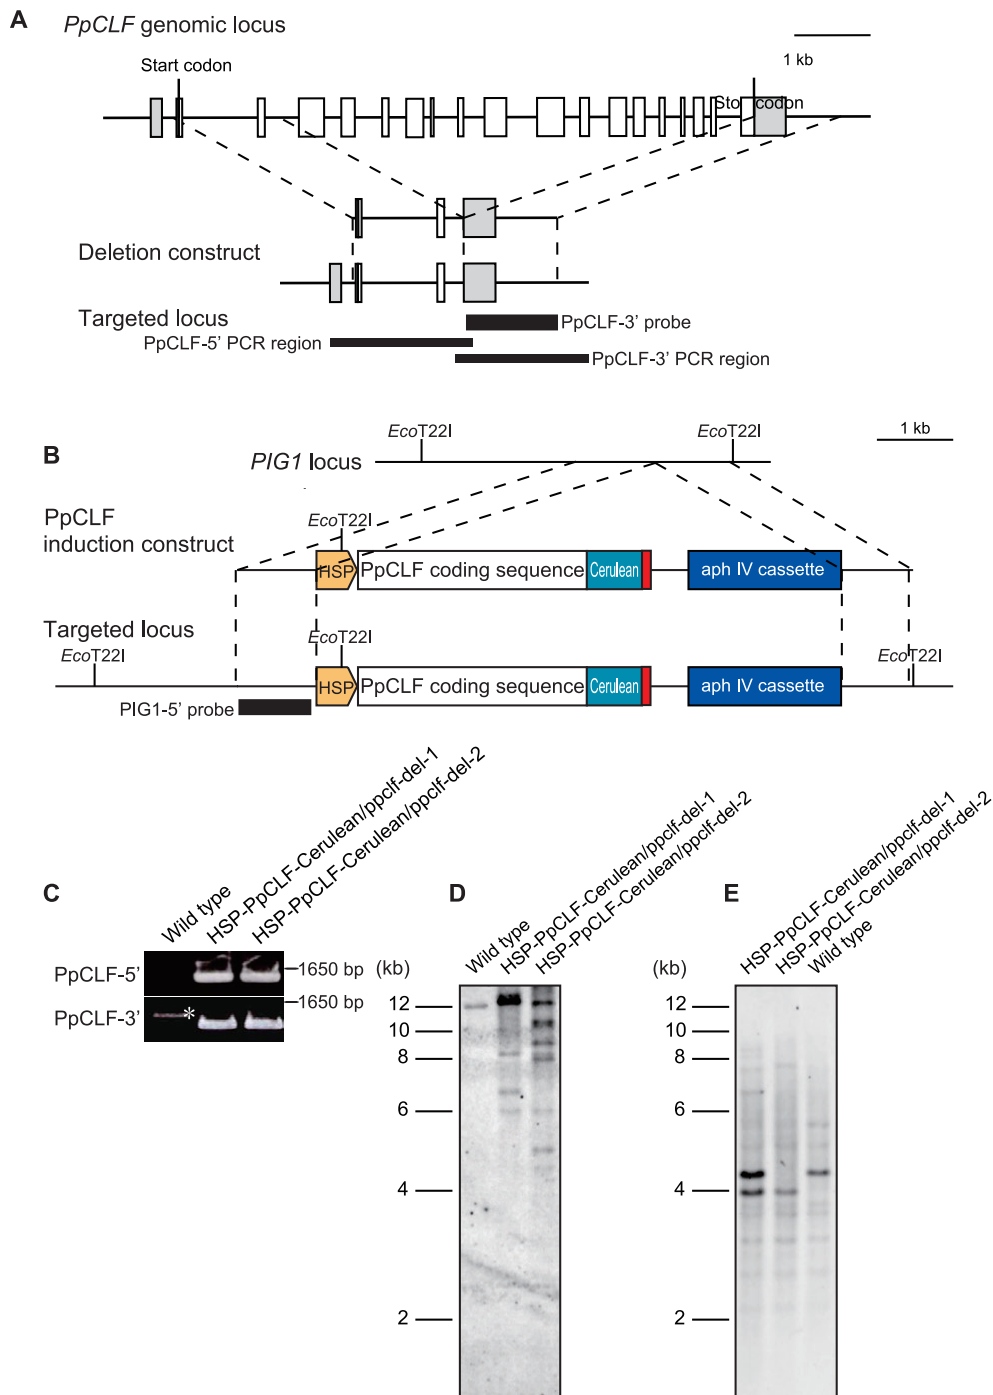 A
PpCLF genomic locus
1 kb
Start codon
Stop codon
Deletion construct
Targeted locus
PpCLF-3' probe
PpCLF-5' PCR region
PpCLF-3' PCR region
B
EcoT22I
EcoT22I
1 kb
PIG1 locus
PpCLF
induction construct
EcoT22I
HSP
PpCLF coding sequence
Cerulean
aph IV cassette
Targeted locus
EcoT22I
EcoT22I
EcoT22I
HSP
PpCLF coding sequence
Cerulean
aph IV cassette
PIG1-5' probe
C
Wild type
HSP-PpCLF-Cerulean/ppclf-del-1
HSP-PpCLF-Cerulean/ppclf-del-2
PpCLF-5'
1650 bp
PpCLF-3'
*
1650 bp
D
Wild type
HSP-PpCLF-Cerulean/ppclf-del-1
HSP-PpCLF-Cerulean/ppclf-del-2
(kb)
12
10
8
6
4
2
E
HSP-PpCLF-Cerulean/ppclf-del-1
HSP-PpCLF-Cerulean/ppclf-del-2
Wild type
(kb)
12
10
8
6
4
2